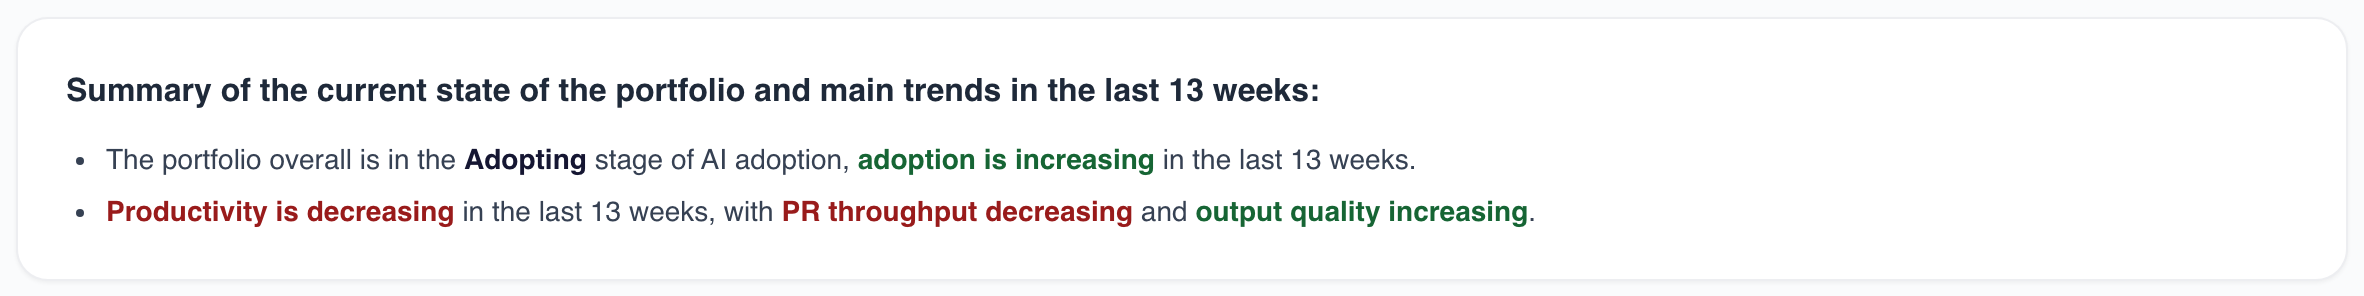 Summary of the current state of the portfolio and main trends in the last 13 weeks:
• The portfolio overall is in the Adopting stage of AI adoption, adoption is increasing in the last 13 weeks.
• Productivity is decreasing in the last 13 weeks, with PR throughput decreasing and output quality increasing.